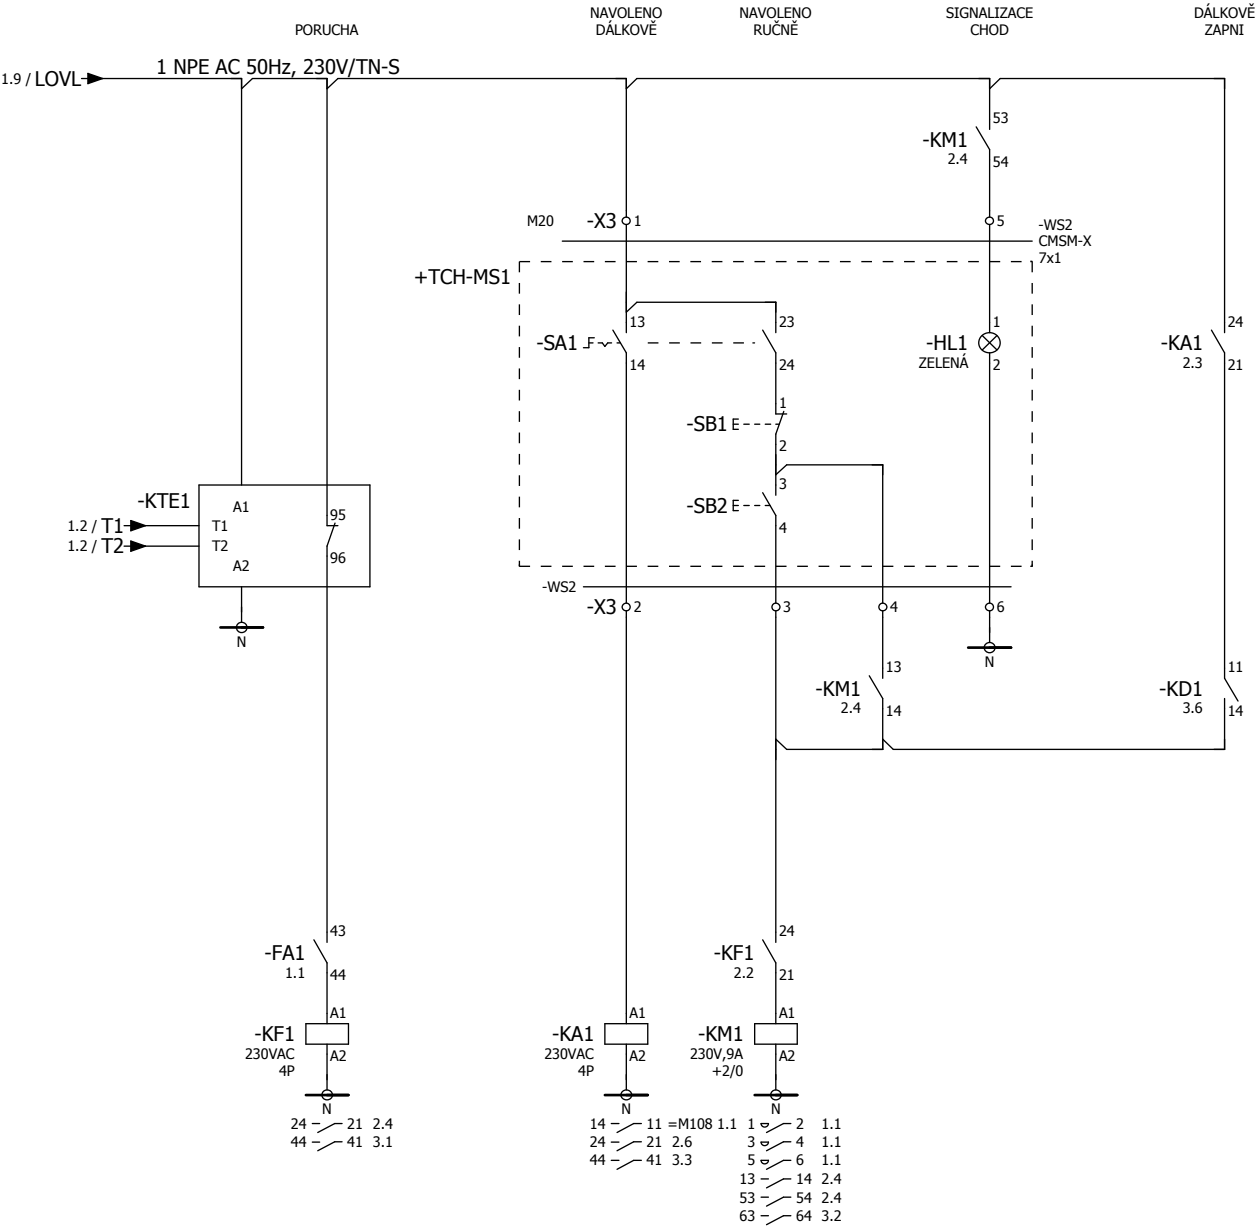 PORUCHA
NAVOLENO
DÁLKOVĚ
NAVOLENO
RUČNĚ
SIGNALIZACE
CHOD
DÁLKOVĚ
ZAPNI
1.9 / LOVL
1 NPE AC 50Hz, 230V/TN-S
53
-KM1
2.4
54
M20
-X3
1
5
-WS2
CMSM-X
7x1
+TCH-MS1
13
-SA1
14
23
24
1
-HL1
ZELENÁ
2
24
-KA1
2.3
21
1
-SB1
2
3
-SB2
4
-KTE1
A1
95
1.2 / T1
T1
1.2 / T2
T2
96
A2
N
-WS2
-X3
2
3
4
6
N
13
-KM1
2.4
14
11
-KD1
3.6
14
43
-FA1
1.1
44
24
-KF1
2.2
21
A1
-KF1
230VAC
4P
A2
N
A1
-KA1
230VAC
4P
A2
N
A1
-KM1
230V,9A
+2/0
A2
N
24 21 2.4
44 41 3.1
14 11 =M108 1.1
24 21 2.6
44 41 3.3
1 2 1.1
3 4 1.1
5 6 1.1
13 14 2.4
53 54 2.4
63 64 3.2